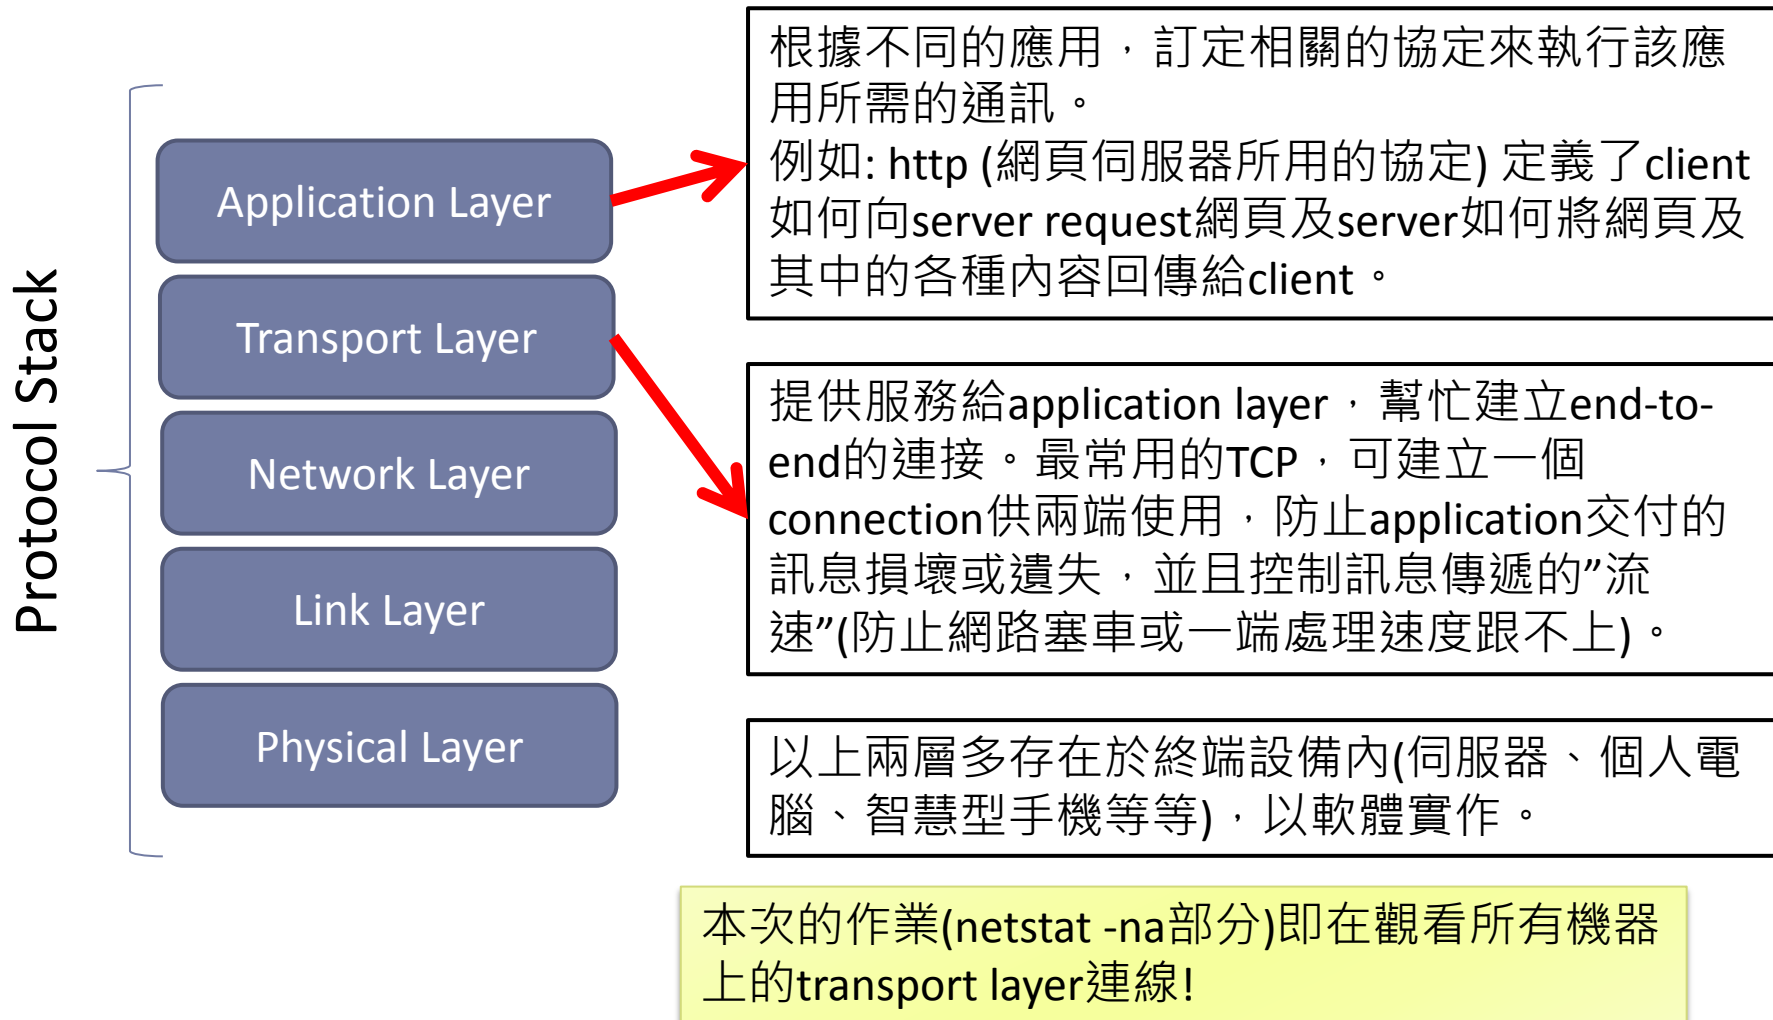 Protocol Stack
Application Layer
Transport Layer
Network Layer
Link Layer
Physical Layer
根據不同的應用，訂定相關的協定來執行該應
用所需的通訊。
例如: http (網頁伺服器所用的協定) 定義了client
如何向server request網頁及server如何將網頁及
其中的各種內容回傳給client。
提供服務給application layer，幫忙建立end-to-
end的連接。最常用的TCP，可建立一個
connection供兩端使用，防止application交付的
訊息損壞或遺失，並且控制訊息傳遞的”流
速”(防止網路塞車或一端處理速度跟不上)。
以上兩層多存在於終端設備內(伺服器、個人電
腦、智慧型手機等等)，以軟體實作。
本次的作業(netstat -na部分)即在觀看所有機器
上的transport layer連線!